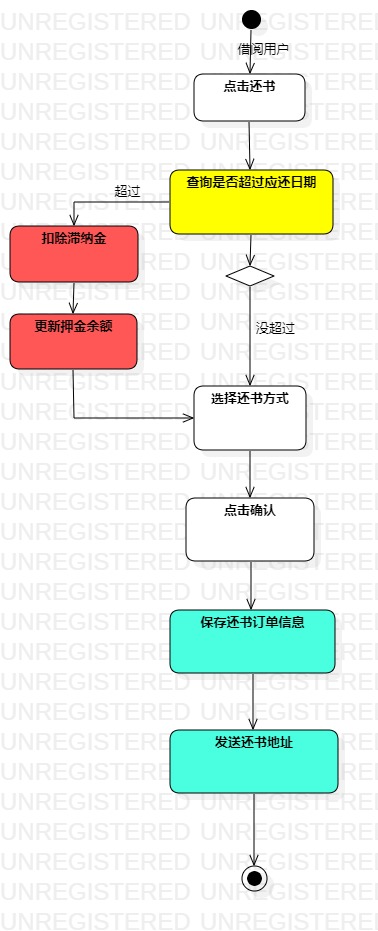 借阅用户
点击还书
查询是否超过应还日期
超过
扣除滞纳金
更新押金余额
没超过
选择还书方式
点击确认
保存还书订单信息
发送还书地址
UNREGISTERED